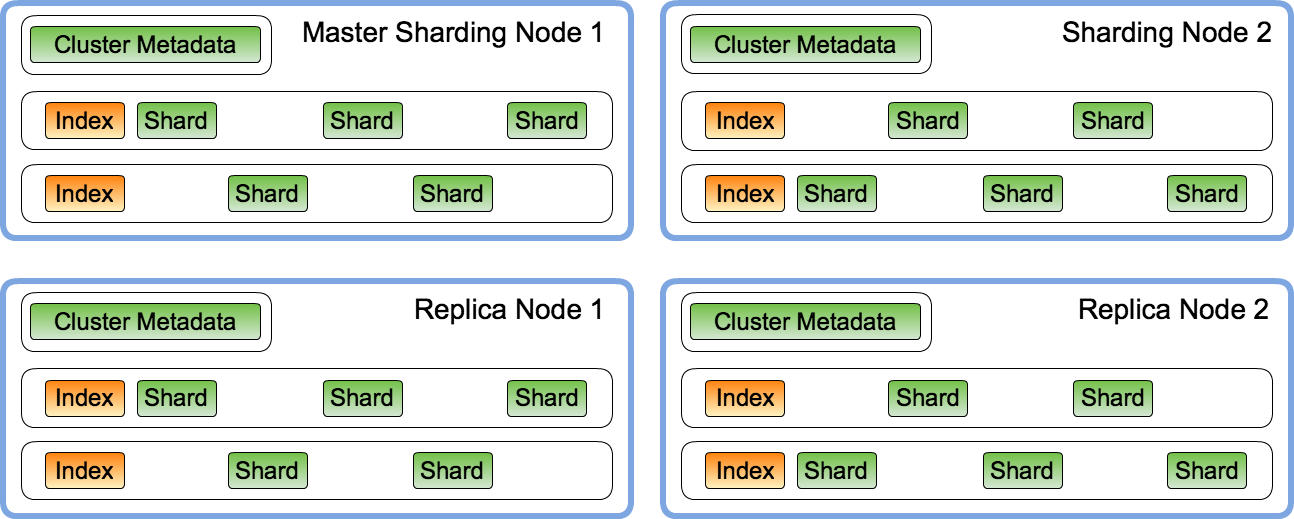 Cluster Metadata
Master Sharding Node 1
Index Shard Shard Shard
Index Shard Shard
Cluster Metadata
Sharding Node 2
Index Shard Shard
Index Shard Shard Shard
Cluster Metadata
Replica Node 1
Index Shard Shard Shard
Index Shard Shard
Cluster Metadata
Replica Node 2
Index Shard Shard
Index Shard Shard Shard